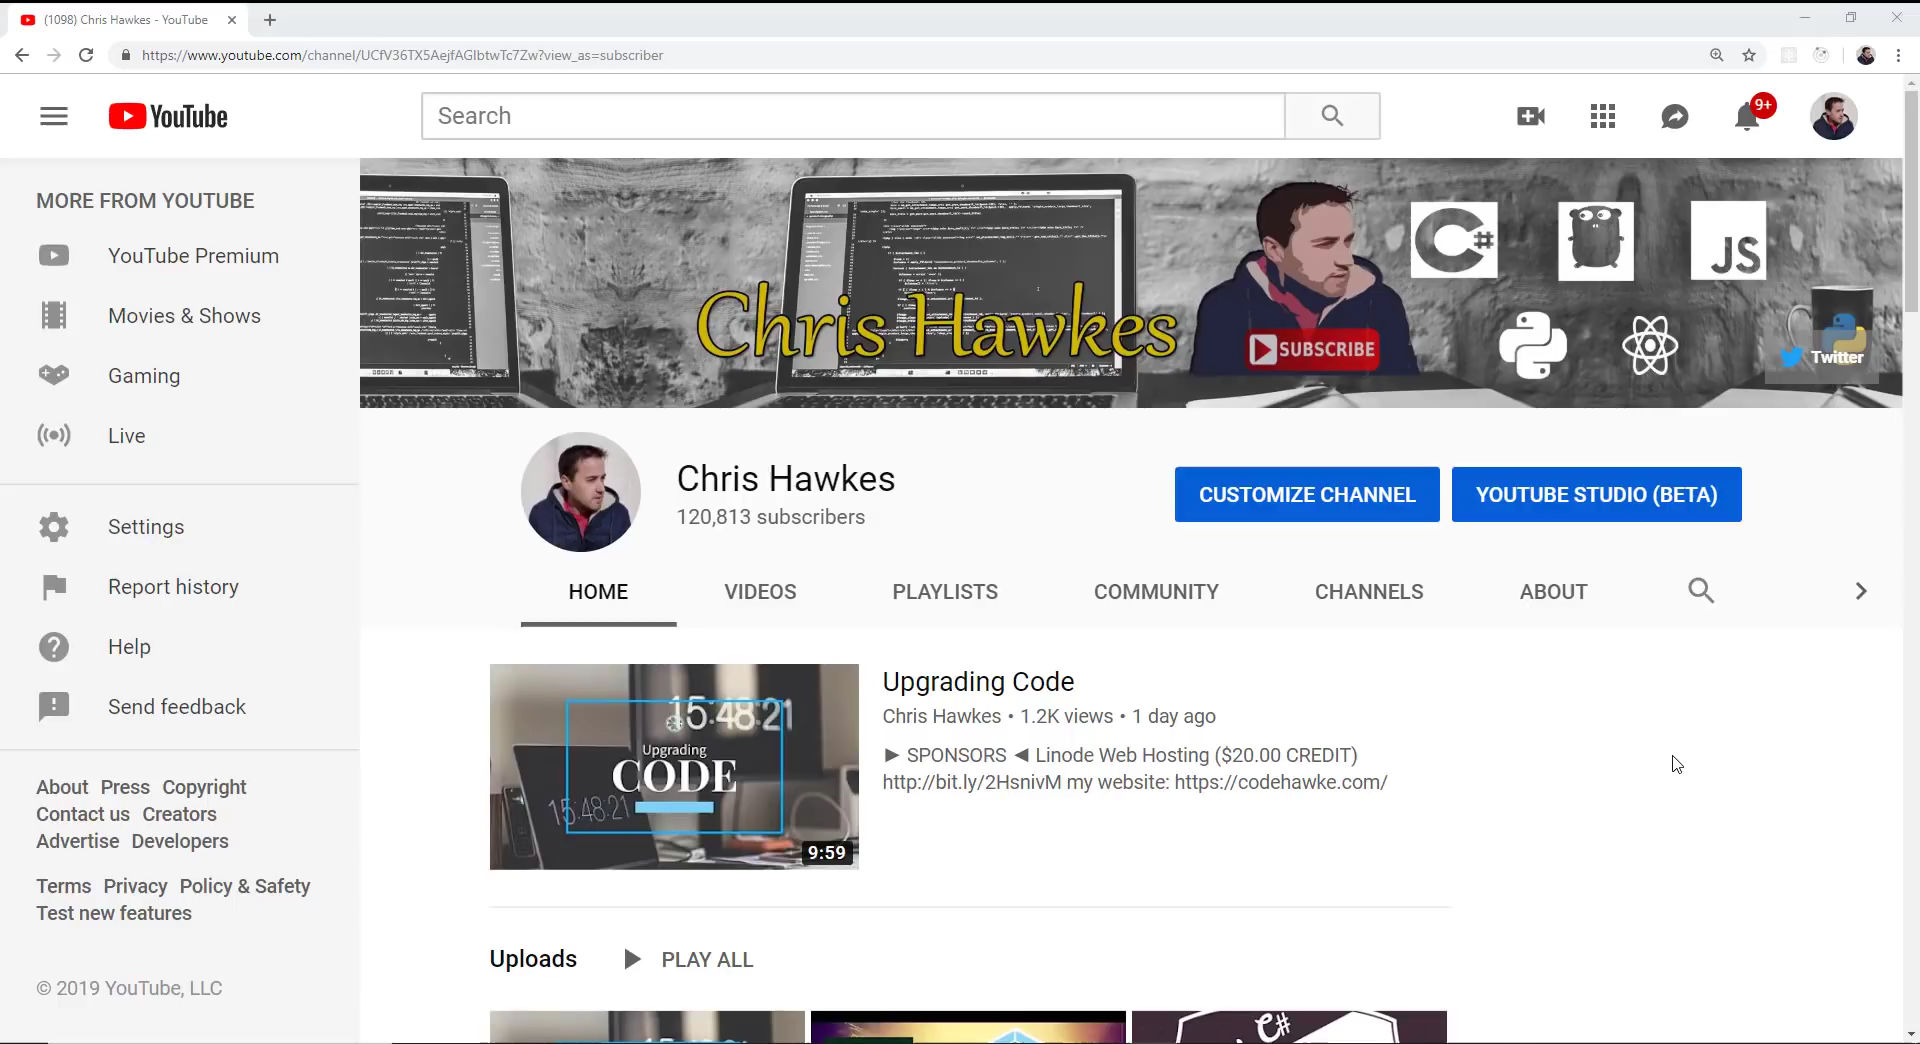 (1098) Chris Hawkes - YouTube
https://www.youtube.com/channel/UCfV36TX5AejfAGIbtwTc7Zw?view_as=subscriber
YouTube
Search
9+
MORE FROM YOUTUBE
YouTube Premium
Movies & Shows
Gaming
Live
Settings
Report history
Help
Send feedback
About Press Copyright
Contact us Creators
Advertise Developers
Terms Privacy Policy & Safety
Test new features
© 2019 YouTube, LLC
Chris Hawkes
SUBSCRIBE
C#
JS
Twitter
Chris Hawkes
120,813 subscribers
CUSTOMIZE CHANNEL
YOUTUBE STUDIO (BETA)
HOME VIDEOS PLAYLISTS COMMUNITY CHANNELS ABOUT
15:48:21
Upgrading
CODE
15:48:21
9:59
Upgrading Code
Chris Hawkes • 1.2K views • 1 day ago
► SPONSORS ◄ Linode Web Hosting ($20.00 CREDIT)
http://bit.ly/2HsnivM my website: https://codehawke.com/
Uploads PLAY ALL
C#